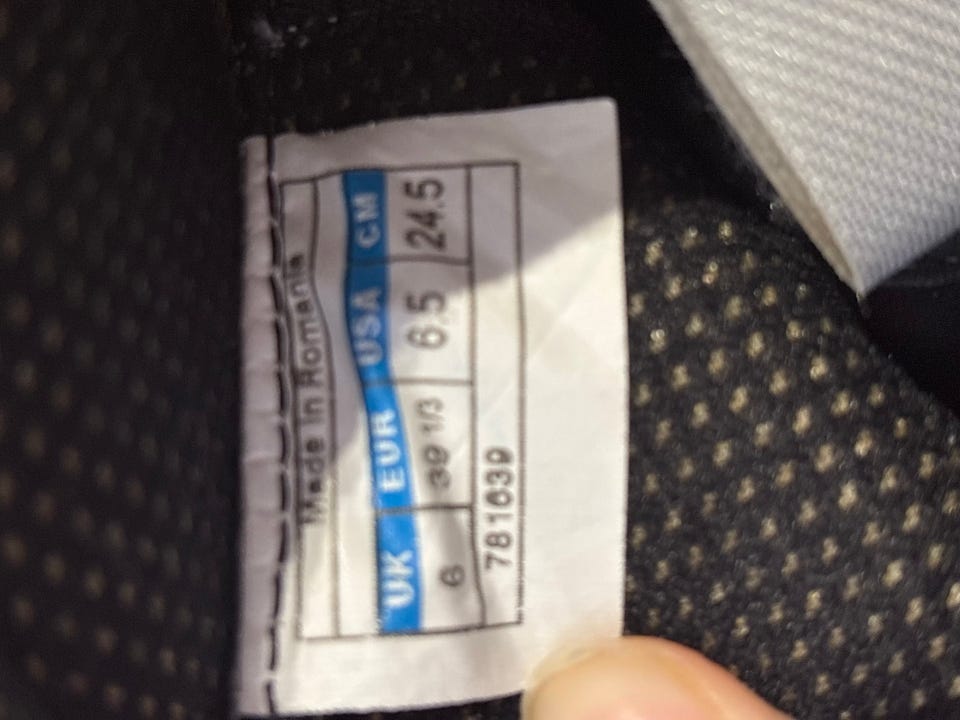 Made in Romania
UK EUR USA CM
6 39 1/3 6.5 24.5
781639